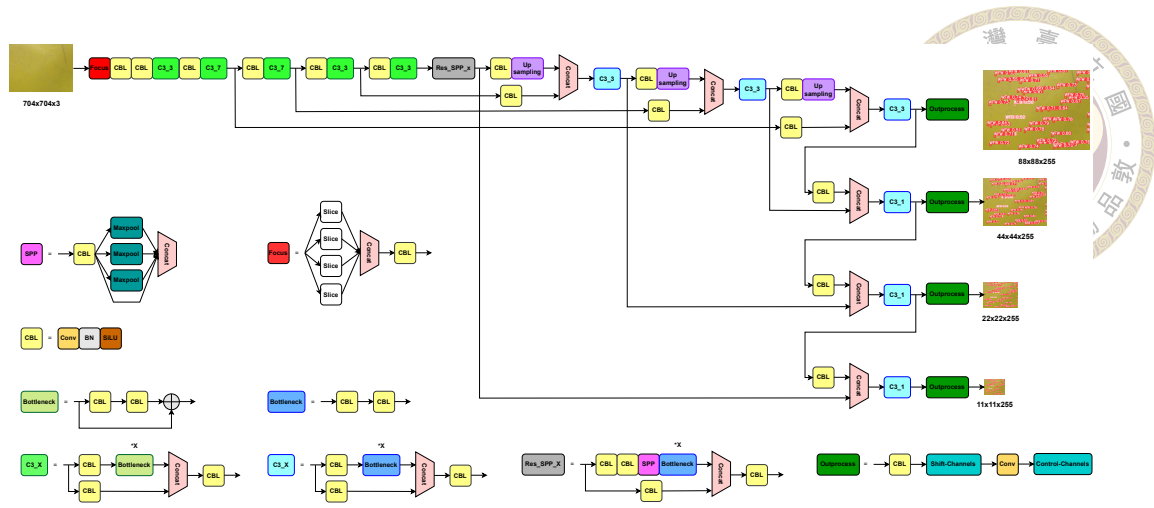 Focus CBL CBL C3_3 CBL C3_7 CBL C3_7 CBL C3_3 CBL C3_3 Res_SPP_x CBL Up sampling Concat C3_3 CBL Up sampling Concat C3_3 CBL Up sampling Concat C3_3 Outprocess
CBL CBL CBL
704x704x3
88x88x255
CBL Concat C3_1 Outprocess
44x44x255
SPP = CBL Maxpool Maxpool Maxpool Concat
Focus = Slice Slice Slice Slice Concat CBL
CBL Concat C3_1 Outprocess
22x22x255
CBL = Conv BN SiLU
CBL Concat C3_1 Outprocess
11x11x255
Bottleneck = CBL CBL
Bottleneck = CBL CBL
C3_X = CBL *X Bottleneck CBL Concat CBL
C3_X = CBL *X Bottleneck CBL Concat CBL
Res_SPP_X = CBL CBL SPP *X Bottleneck CBL Concat CBL
Outprocess = CBL Shift-Channels Conv Control-Channels
灣 臺
國
敦
品